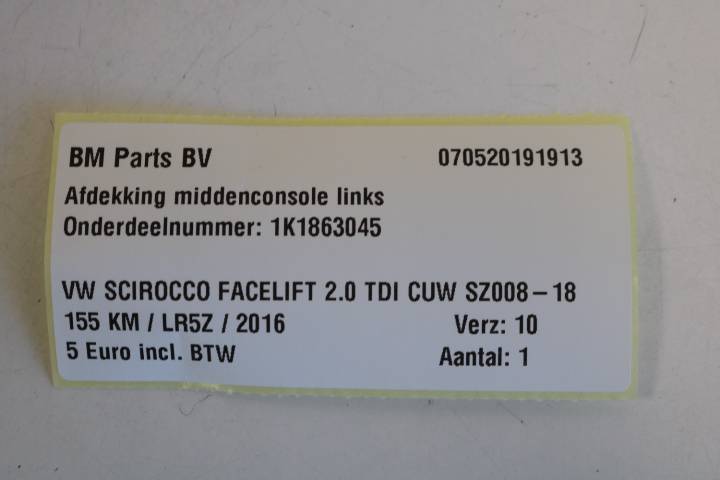 BM Parts BV 070520191913
Afdekking middenconsole links
Onderdeelnummer: 1K1863045
VW SCIROCCO FACELIFT 2.0 TDI CUW SZ008-18
155 KM / LR5Z / 2016 Verz: 10
5 Euro incl. BTW Aantal: 1